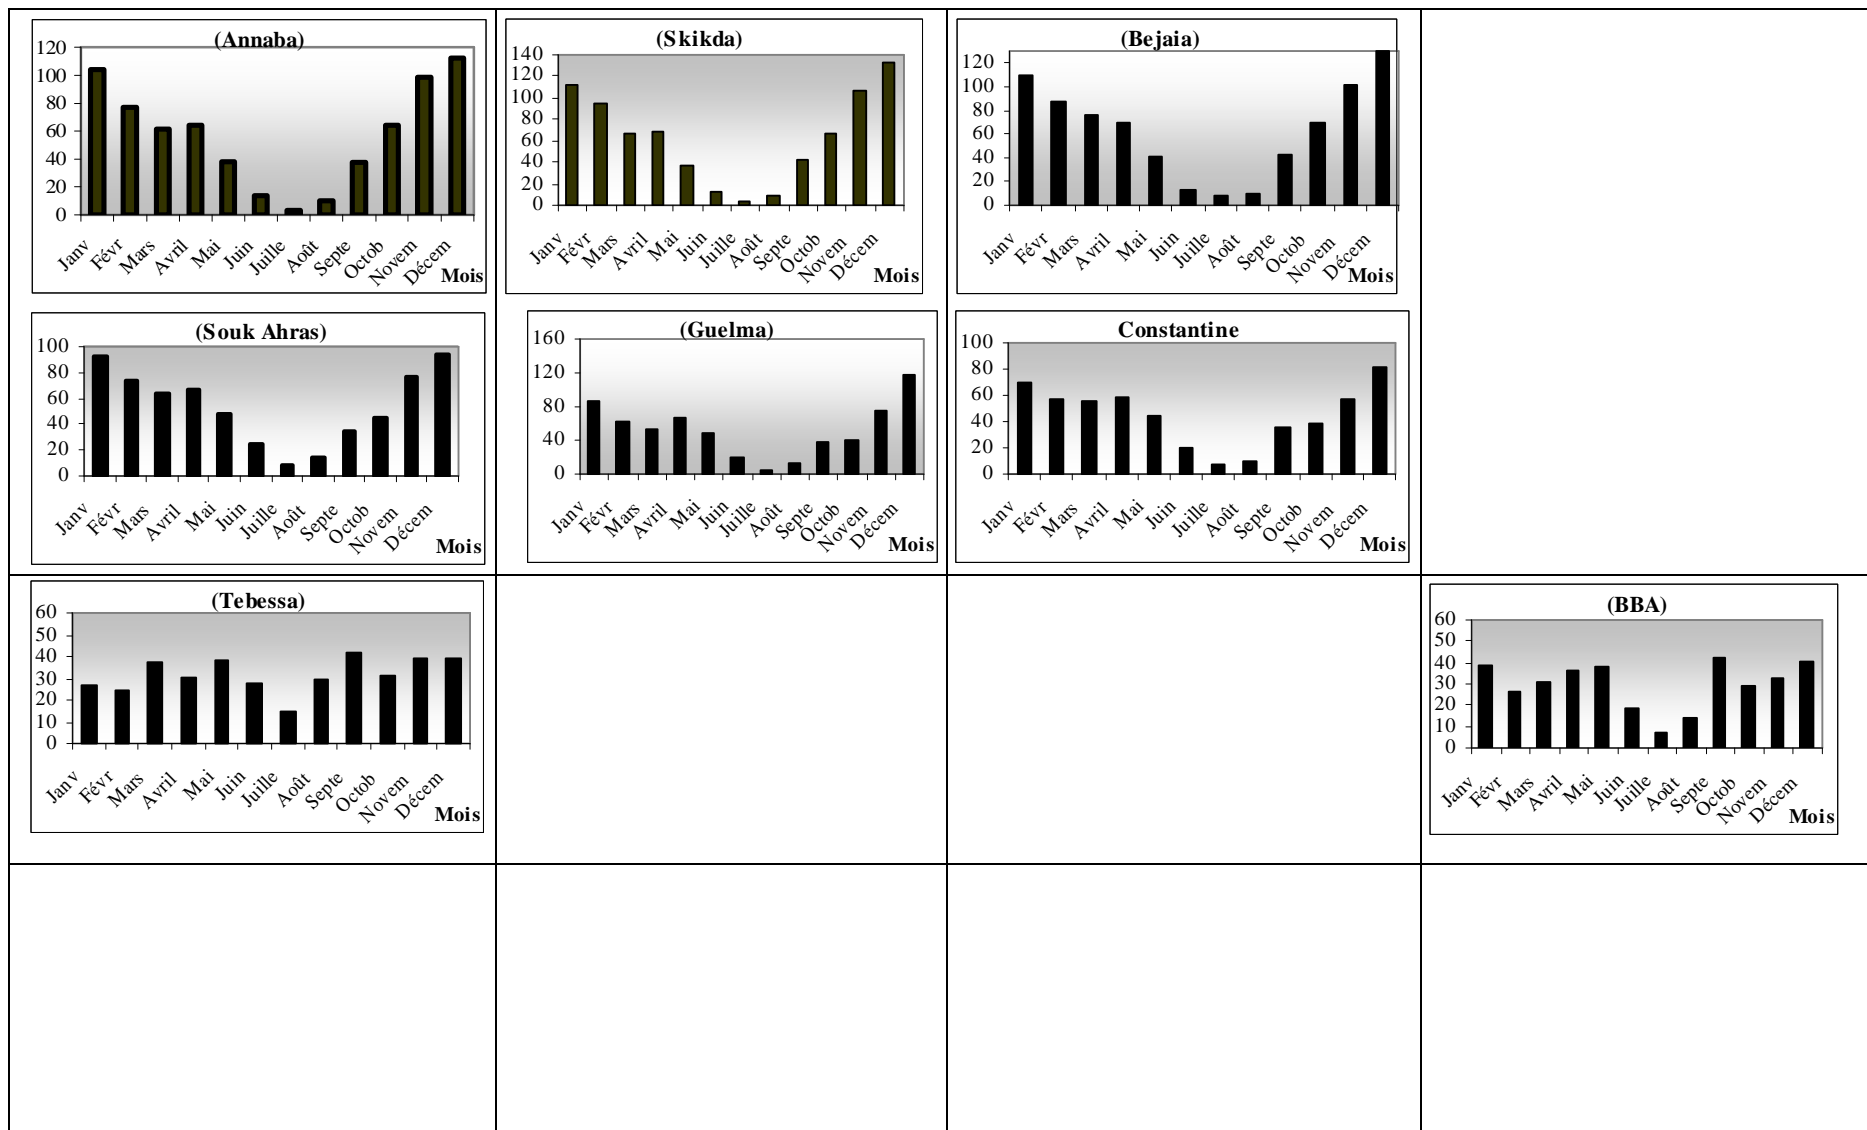 (Annaba)
120
100
80
60
40
20
0
Janv
Févr
Mars
Avril
Mai
Juin
Juille
Août
Septe
Octob
Novem
Décem
Mois
(Skikda)
140
120
100
80
60
40
20
0
Janv
Févr
Mars
Avril
Mai
Juin
Juille
Août
Septe
Octob
Novem
Décem
Mois
(Bejaia)
120
100
80
60
40
20
0
Janv
Févr
Mars
Avril
Mai
Juin
Juille
Août
Septe
Octob
Novem
Décem
Mois
(Souk Ahras)
100
80
60
40
20
0
Janv
Févr
Mars
Avril
Mai
Juin
Juille
Août
Septe
Octob
Novem
Décem
Mois
(Guelma)
160
120
80
40
0
Janv
Févr
Mars
Avril
Mai
Juin
Juille
Août
Septe
Octob
Novem
Décem
Mois
Constantine
100
80
60
40
20
0
Janv
Févr
Mars
Avril
Mai
Juin
Juille
Août
Septe
Octob
Novem
Décem
Mois
(Tebessa)
60
50
40
30
20
10
0
Janv
Févr
Mars
Avril
Mai
Juin
Juille
Août
Septe
Octob
Novem
Décem
Mois
(BBA)
60
50
40
30
20
10
0
Janv
Févr
Mars
Avril
Mai
Juin
Juille
Août
Septe
Octob
Novem
Décem
Mois